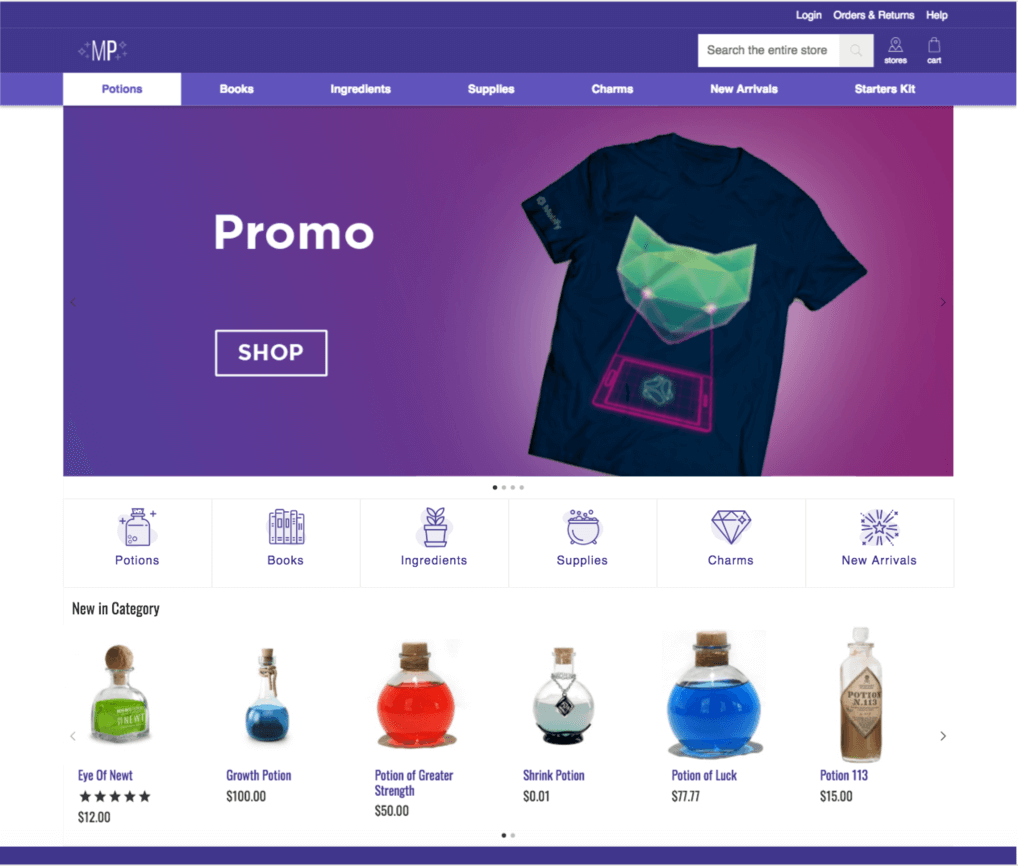 Login Orders & Returns Help
MP
Search the entire store
stores cart
Potions Books Ingredients Supplies Charms New Arrivals Starters Kit
Mobify
Promo
SHOP
Potions Books Ingredients Supplies Charms New Arrivals
New in Category
POTION
N.113
Eye Of Newt Growth Potion Potion of Greater Shrink Potion Potion of Luck Potion 113
Strength
$100.00 $0.01 $77.77 $15.00
$50.00
$12.00